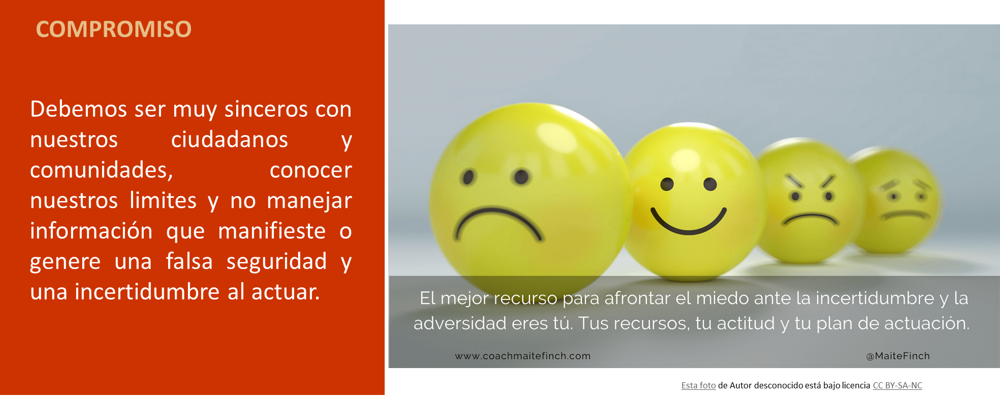 COMPROMISO
Debemos ser muy sinceros con
nuestros ciudadanos y
comunidades, conocer
nuestros limites y no manejar
información que manifieste o
genere una falsa seguridad y
una incertidumbre al actuar.
El mejor recurso para afrontar el miedo ante la incertidumbre y la
adversidad eres tú. Tus recursos, tu actitud y tu plan de actuación.
www.coachmaitefinch.com
@MaiteFinch
Esta foto de Autor desconocido está bajo licencia CC BY-SA-NC